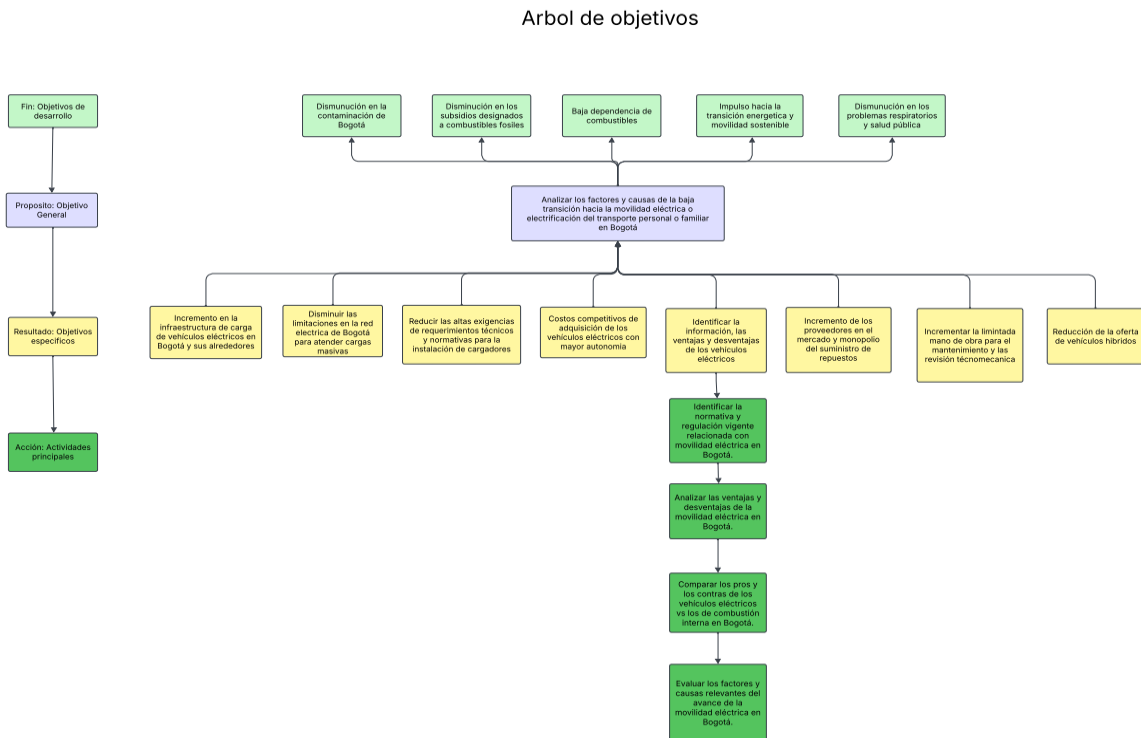 Arbol de objetivos
Fin: Objetivos de
desarrollo
Dismunución en la
contaminación de
Bogotá
Disminución en los
subsidios designados
a combustibles fosiles
Baja dependencia de
combustibles
Impulso hacia la
transición energetica y
movilidad sostenible
Dismunución en los
problemas respiratorios
y salud pública
Proposito: Objetivo
General
Analizar los factores y causas de la baja
transición hacia la movilidad eléctrica o
electrificación del transporte personal o familiar
en Bogotá
Resultado: Objetivos
especificos
Incremento en la
infraestructura de carga
de vehículos eléctricos en
Bogotá y sus alrededores
Disminuir las
limitaciones en la red
electrica de Bogotá
para atender cargas
masivas
Reducir las altas exigencias
de requerimientos técnicos
y normativas para la
instalación de cargadores
Costos competitivos de
adquisición de los
vehículos eléctricos con
mayor autonomia
Identificar la
información, las
ventajas y desventajas
de los vehiculos
eléctricos
Incremento de los
proveedores en el
mercado y monopolio
del suministro de
repuestos
Incrementar la limintada
mano de obra para el
mantenimiento y las
revisión técnomecanica
Reducción de la oferta
de vehículos hibridos
Acción: Actividades
principales
Identificar la
normativa y
regulación vigente
relacionada con
movilidad eléctrica en
Bogotá.
Analizar las ventajas y
desventajas de la
movilidad eléctrica en
Bogotá.
Comparar los pros y
los contras de los
vehículos eléctricos
vs los de combustión
interna en Bogotá.
Evaluar los factores y
causas relevantes del
avance de la
movilidad eléctrica en
Bogotá.